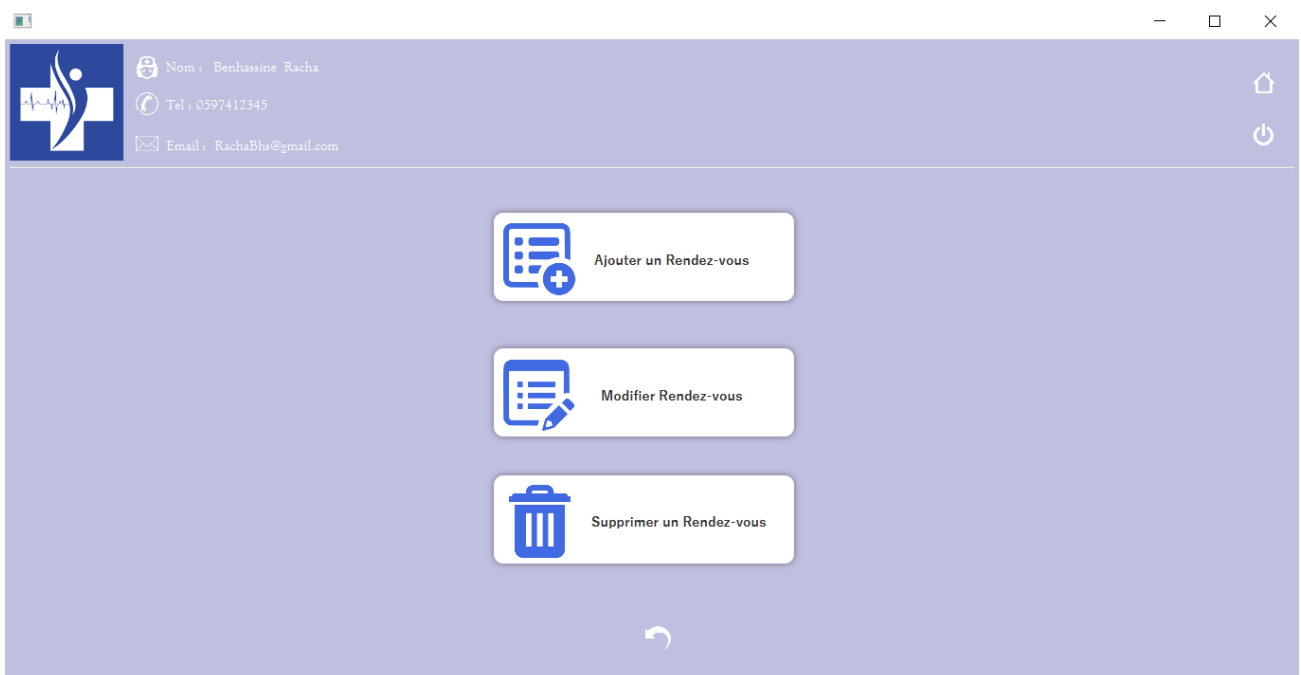 Nom : Benhassine Racha
Tel : 0597412345
Email : RachaBhs@gmail.com
Ajouter un Rendez-vous
Modifier Rendez-vous
Supprimer un Rendez-vous